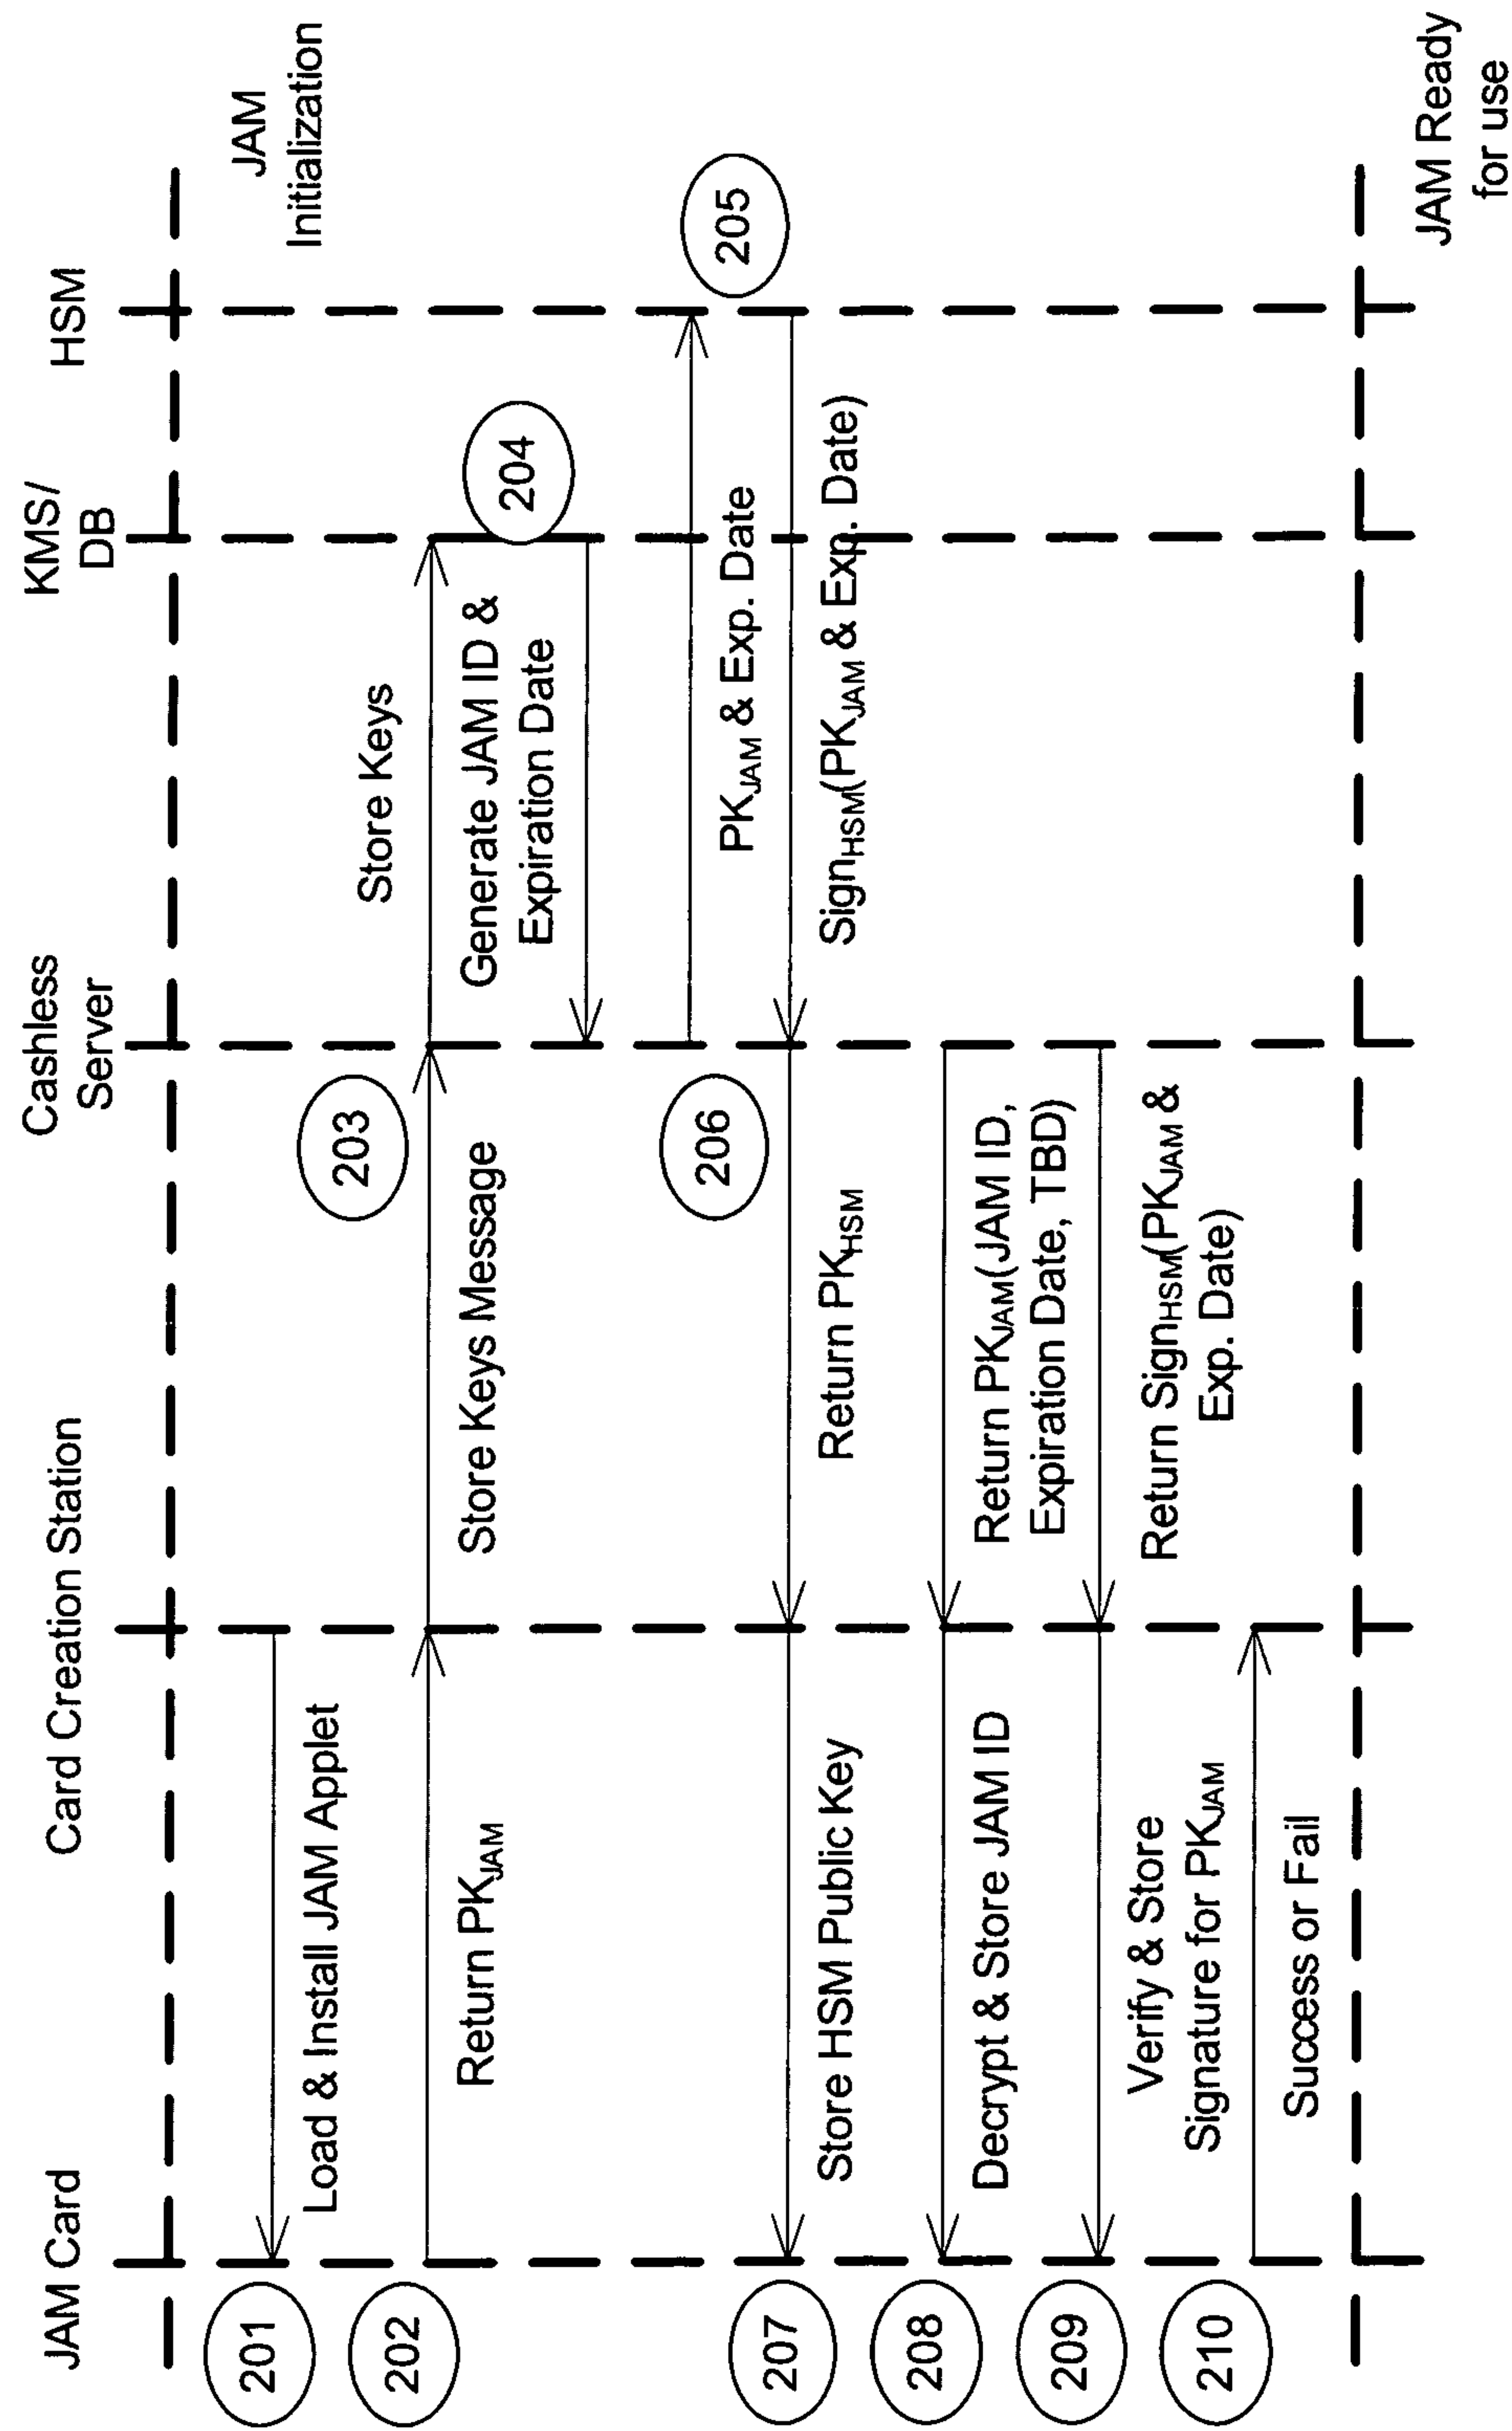 JAM Card
Card Creation Station
Cashless
Server
KMS/
DB
HSM
JAM
Initialization
201
Load & Install JAM Applet
202
Return PKJAM
Store Keys Message
203
Store Keys
204
Generate JAM ID &
Expiration Date
205
PKJAM & Exp. Date
206
SignHSM(PKJAM & Exp. Date)
Return PKHSM
207
Store HSM Public Key
208
Return PKJAM(JAM ID,
Expiration Date, TBD)
Decrypt & Store JAM ID
209
Return SignHSM(PKJAM &
Exp. Date)
Verify & Store
Signature for PKJAM
210
Success or Fail
JAM Ready
for use